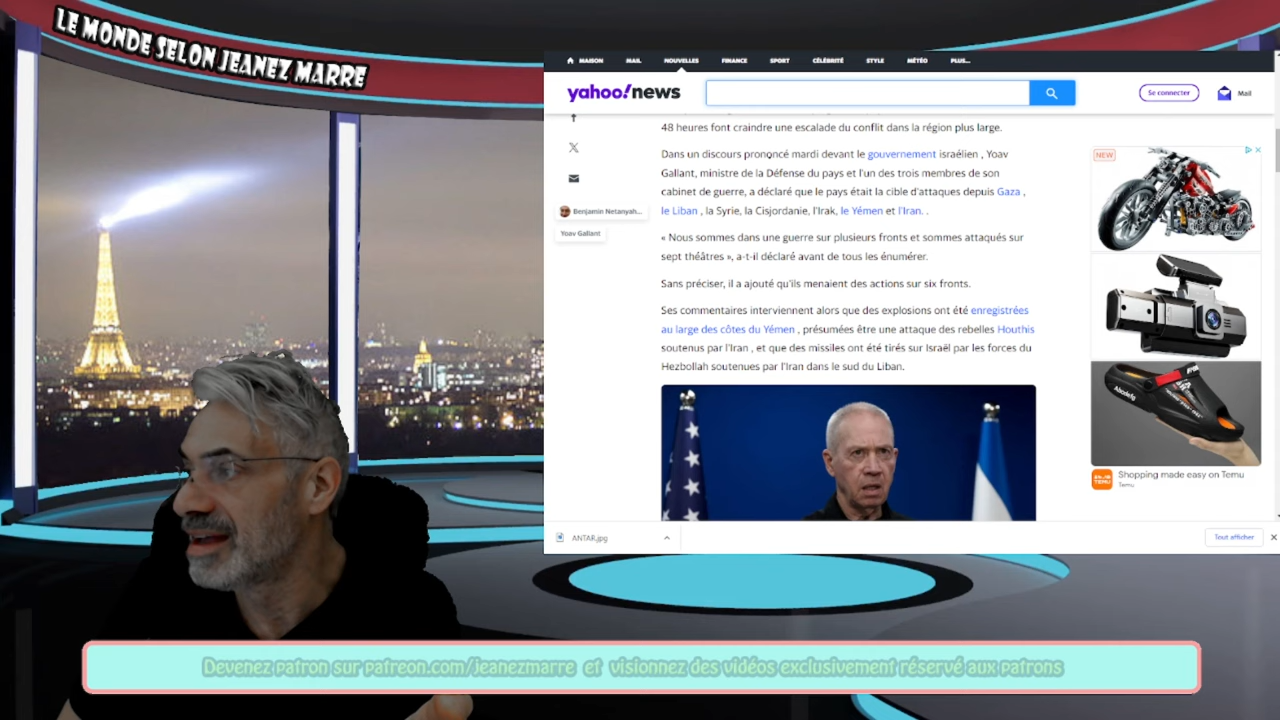 LE MONDE SELON JEANEZ MARRE
MAISON MAIL NOUVELLES FINANCE SPORT CÉLÉBRITÉ STYLE MÉTÉO PLUS...
yahoo!news
Se connecter
Mail
48 heures font craindre une escalade du conflit dans la région plus large.
Dans un discours prononcé mardi devant le gouvernement israélien , Yoav
Gallant, ministre de la Défense du pays et l'un des trois membres de son
cabinet de guerre, a déclaré que le pays était la cible d'attaques depuis Gaza ,
le Liban , la Syrie, la Cisjordanie, l'Irak, le Yémen et l'Iran. .
« Nous sommes dans une guerre sur plusieurs fronts et sommes attaqués sur
sept théâtres », a-t-il déclaré avant de tous les énumérer.
Sans préciser, il a ajouté qu'ils menaient des actions sur six fronts.
Ses commentaires interviennent alors que des explosions ont été enregistrées
au large des côtes du Yémen , présumées être une attaque des rebelles Houthis
soutenus par l'Iran , et que des missiles ont été tirés sur Israël par les forces du
Hezbollah soutenues par l'Iran dans le sud du Liban.
Benjamin Netanyah...
Yoav Gallant
NEW
TEMU
Shopping made easy on Temu
Temu
ANTAR.jpg
Tout afficher
Devenez patron sur patreon.com/jeanezmarre et visionnez des vidéos exclusivement réservé aux patrons